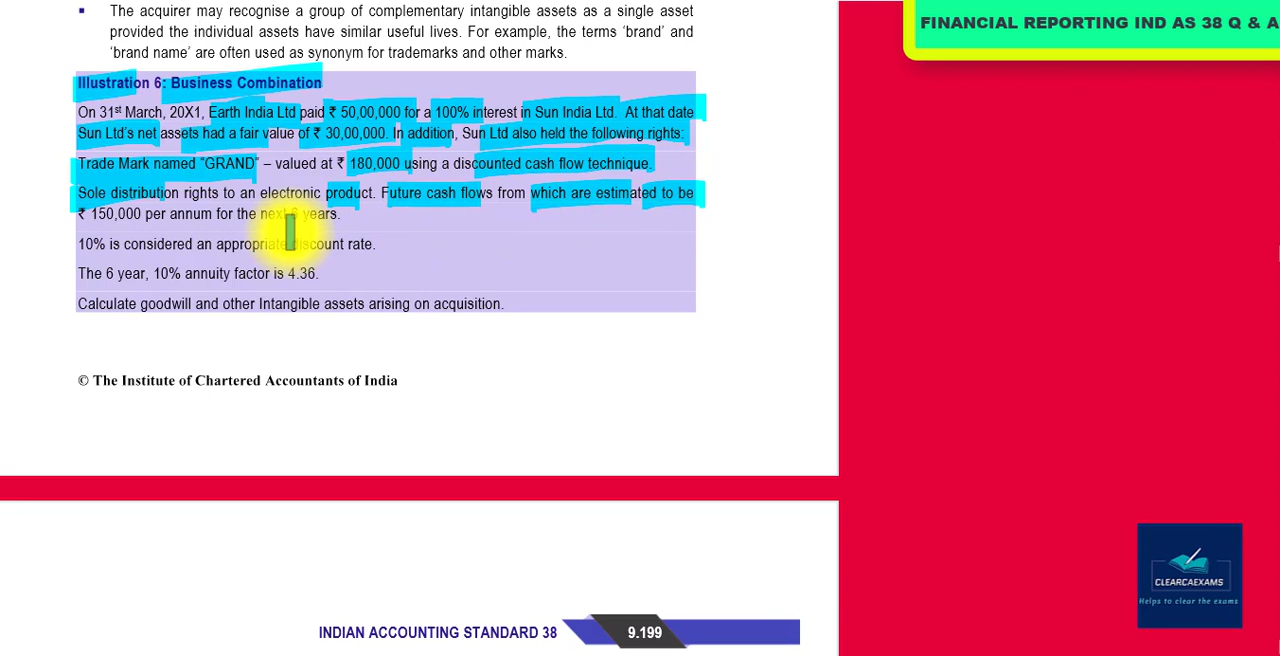 ▪ The acquirer may recognise a group of complementary intangible assets as a single asset
provided the individual assets have similar useful lives. For example, the terms ‘brand’ and
‘brand name’ are often used as synonym for trademarks and other marks.
FINANCIAL REPORTING IND AS 38 Q & A
Illustration 6: Business Combination
On 31st March, 20X1, Earth India Ltd paid ₹ 50,00,000 for a 100% interest in Sun India Ltd. At that date
Sun Ltd’s net assets had a fair value of ₹ 30,00,000. In addition, Sun Ltd also held the following rights:
Trade Mark named “GRAND” – valued at ₹ 180,000 using a discounted cash flow technique.
Sole distribution rights to an electronic product. Future cash flows from which are estimated to be
₹ 150,000 per annum for the next 6 years.
10% is considered an appropriate discount rate.
The 6 year, 10% annuity factor is 4.36.
Calculate goodwill and other Intangible assets arising on acquisition.
© The Institute of Chartered Accountants of India
CLEARCAEXAMS
Helps to clear the exams
INDIAN ACCOUNTING STANDARD 38 9.199